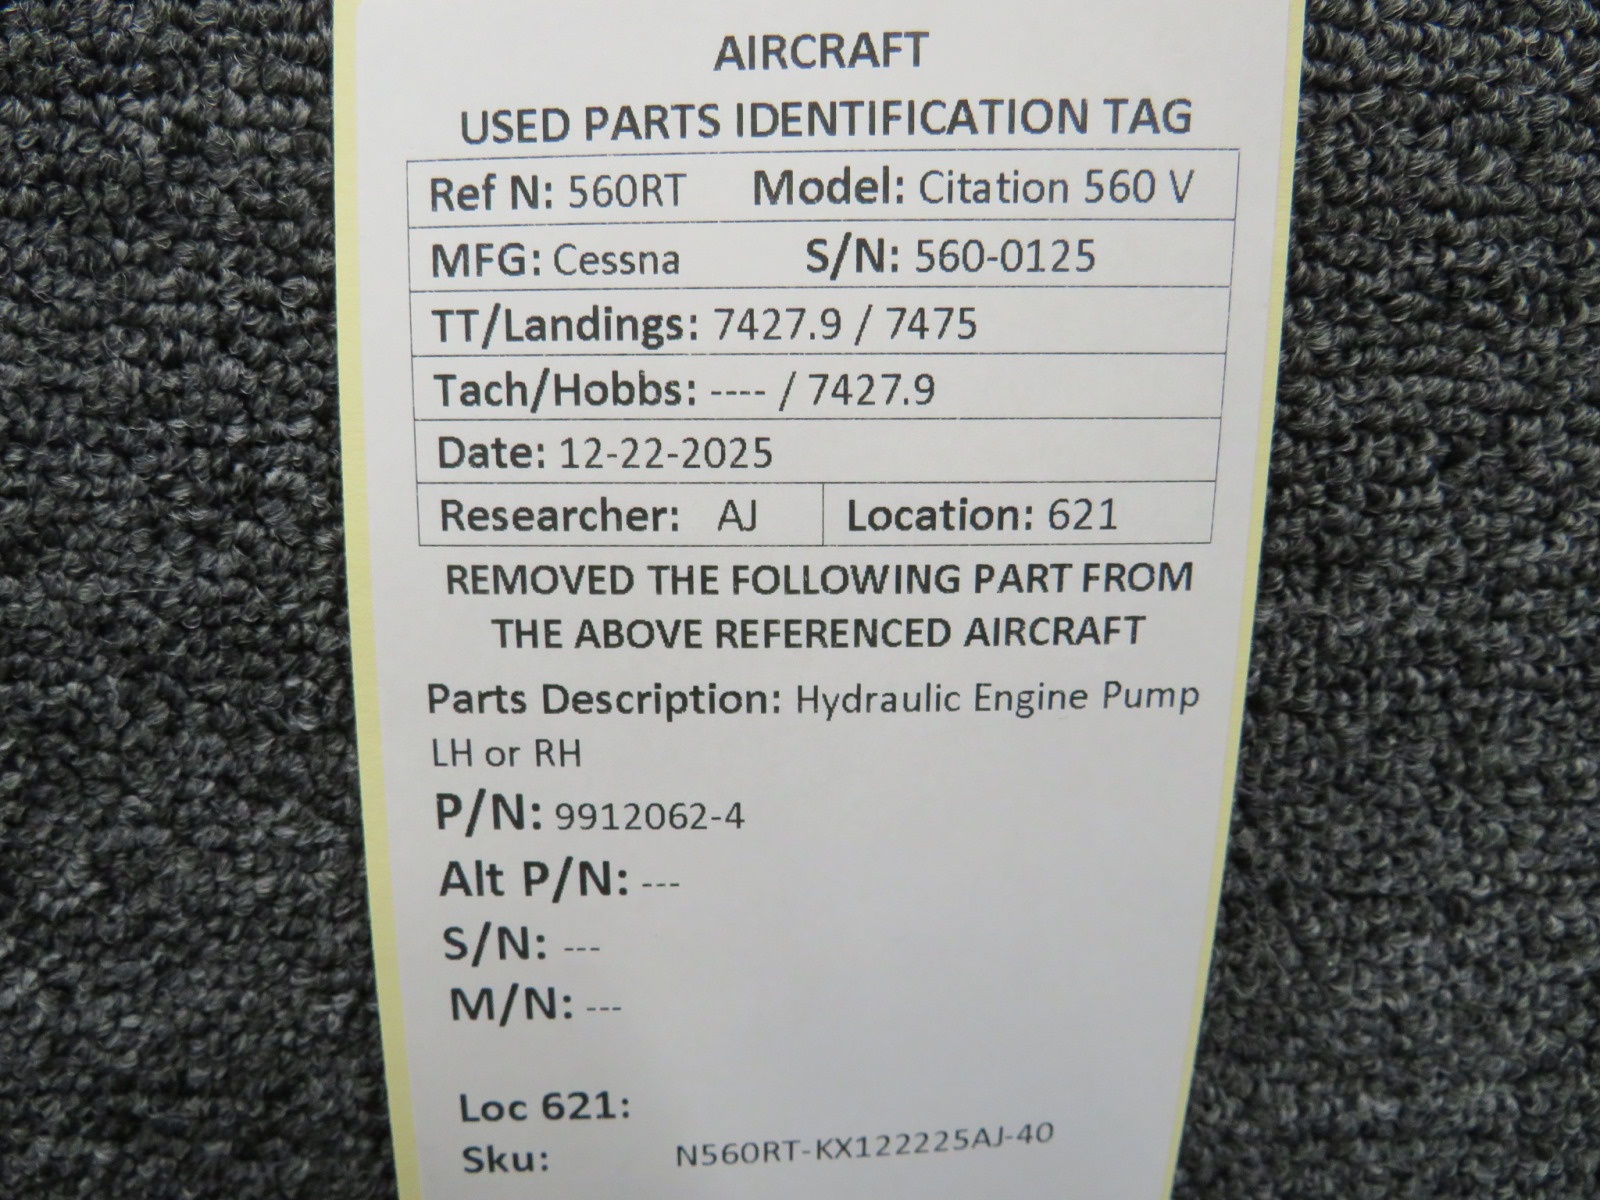 AIRCRAFT
USED PARTS IDENTIFICATION TAG
Ref N: 560RT Model: Citation 560 V
MFG: Cessna S/N: 560-0125
TT/Landings: 7427.9 / 7475
Tach/Hobbs: ---- / 7427.9
Date: 12-22-2025
Researcher: AJ Location: 621
REMOVED THE FOLLOWING PART FROM
THE ABOVE REFERENCED AIRCRAFT
Parts Description: Hydraulic Engine Pump
LH or RH
P/N: 9912062-4
Alt P/N: ---
S/N: ---
M/N: ---
Loc 621:
Sku: N560RT-KX122225AJ-40